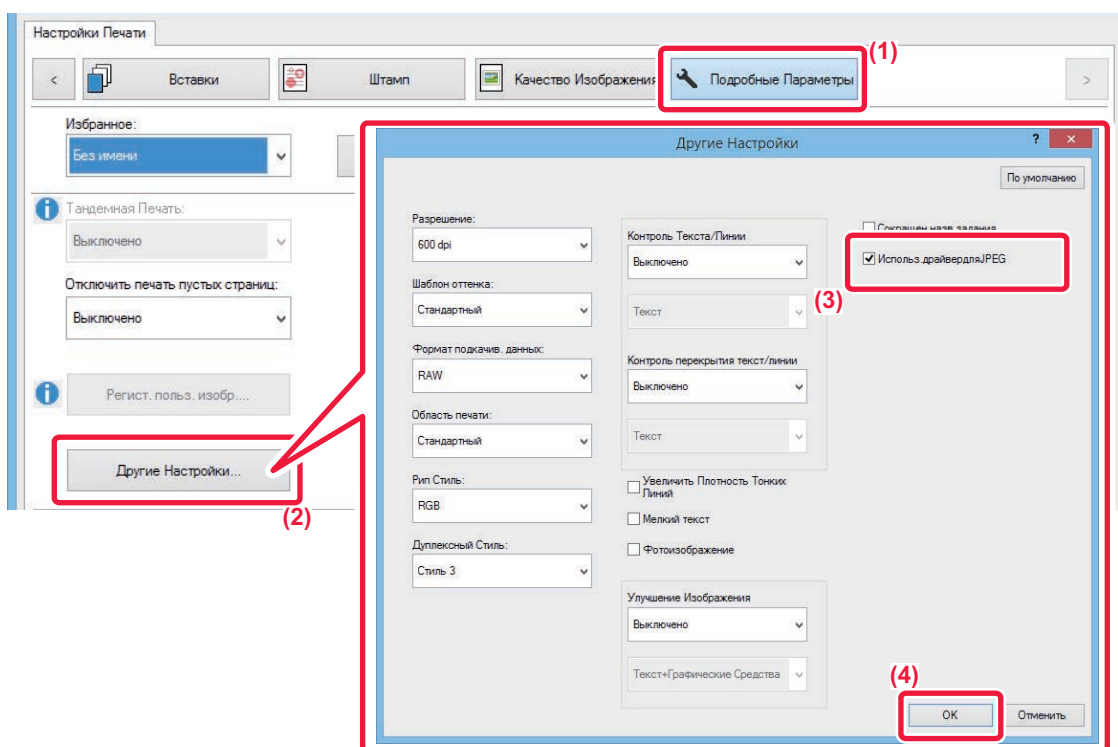 Настройки Печати
(1)
<
Вставки
Штамп
Качество Изображения
Подробные Параметры
>
Избранное:
Без имени
Тандемная Печать:
Выключено
Отключить печать пустых страниц:
Выключено
Регист. польз. изобр....
Другие Настройки...
(2)
Другие Настройки
?
×
По умолчанию
Разрешение:
600 dpi
Шаблон оттенка:
Стандартный
Формат подкачив. данных:
RAW
Область печати:
Стандартный
Рип Стиль:
RGB
Дуплексный Стиль:
Стиль 3
Контроль Текста/Линии
Выключено
Текст
Контроль перекрытия текст/линии
Выключено
Текст
Увеличить Плотность Тонких
Линий
Мелкий текст
Фотоизображение
Улучшение Изображения
Выключено
Текст+Графические Средства
Сокращен назв задания
Использ.драйвердляJPEG
(3)
(4)
OK
Отменить